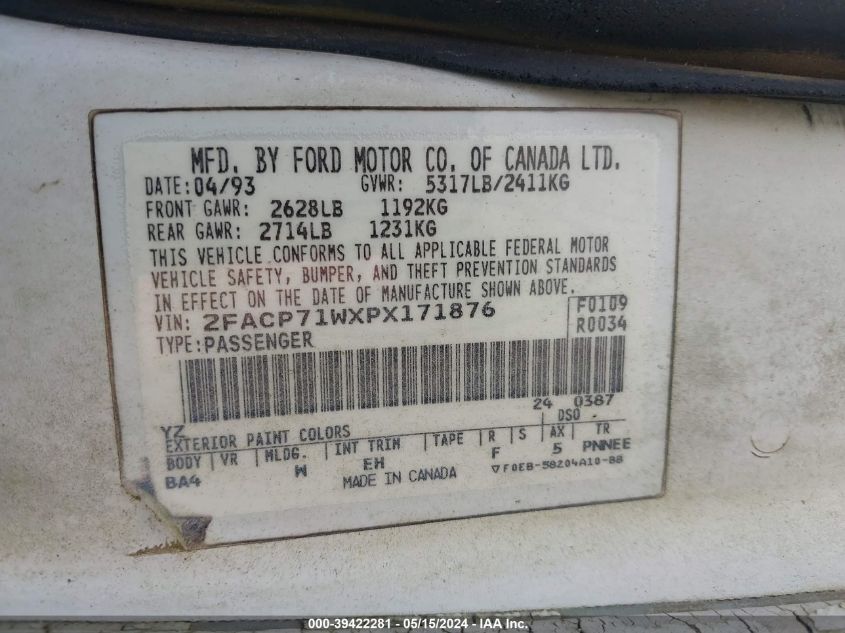 MFD. BY FORD MOTOR CO. OF CANADA LTD.
DATE: 04/93 GVWR: 5317LB/2411KG
FRONT GAWR: 2628LB 1192KG
REAR GAWR: 2714LB 1231KG
THIS VEHICLE CONFORMS TO ALL APPLICABLE FEDERAL MOTOR
VEHICLE SAFETY, BUMPER, AND THEFT PREVENTION STANDARDS
IN EFFECT ON THE DATE OF MANUFACTURE SHOWN ABOVE.
VIN: 2FACP71WXPX171876 F0109
TYPE: PASSENGER R0034
24 0387
YZ DSO
EXTERIOR PAINT COLORS
BODY VR MLDG. INT TRIM TAPE R S AX TR
BA4 W EH F 5 PNNEE
MADE IN CANADA ▽F0EB-58204A10-BB
000-39422281 - 05/15/2024 - IAA Inc.